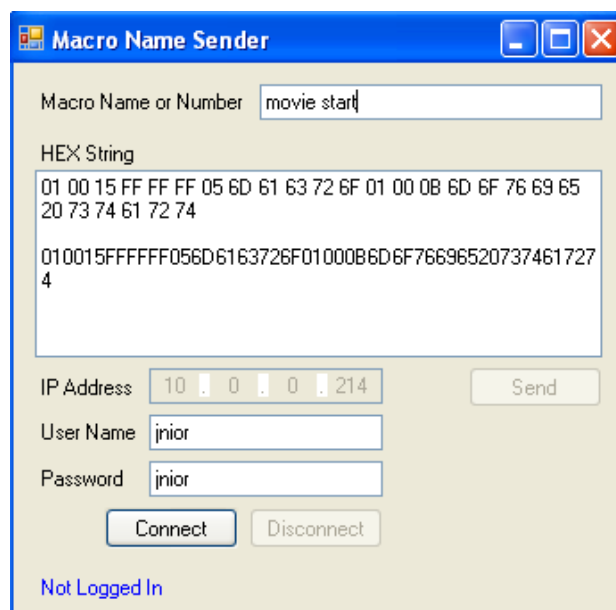 Macro Name Sender
Macro Name or Number movie start
HEX String
01 00 15 FF FF FF 05 6D 61 63 72 6F 01 00 0B 6D 6F 76 69 65
20 73 74 61 72 74
010015FFFFFF056D6163726F01000B6D6F76696520737461727
4
IP Address 10 . 0 . 0 . 214 Send
User Name jnior
Password jnior
Connect Disconnect
Not Logged In